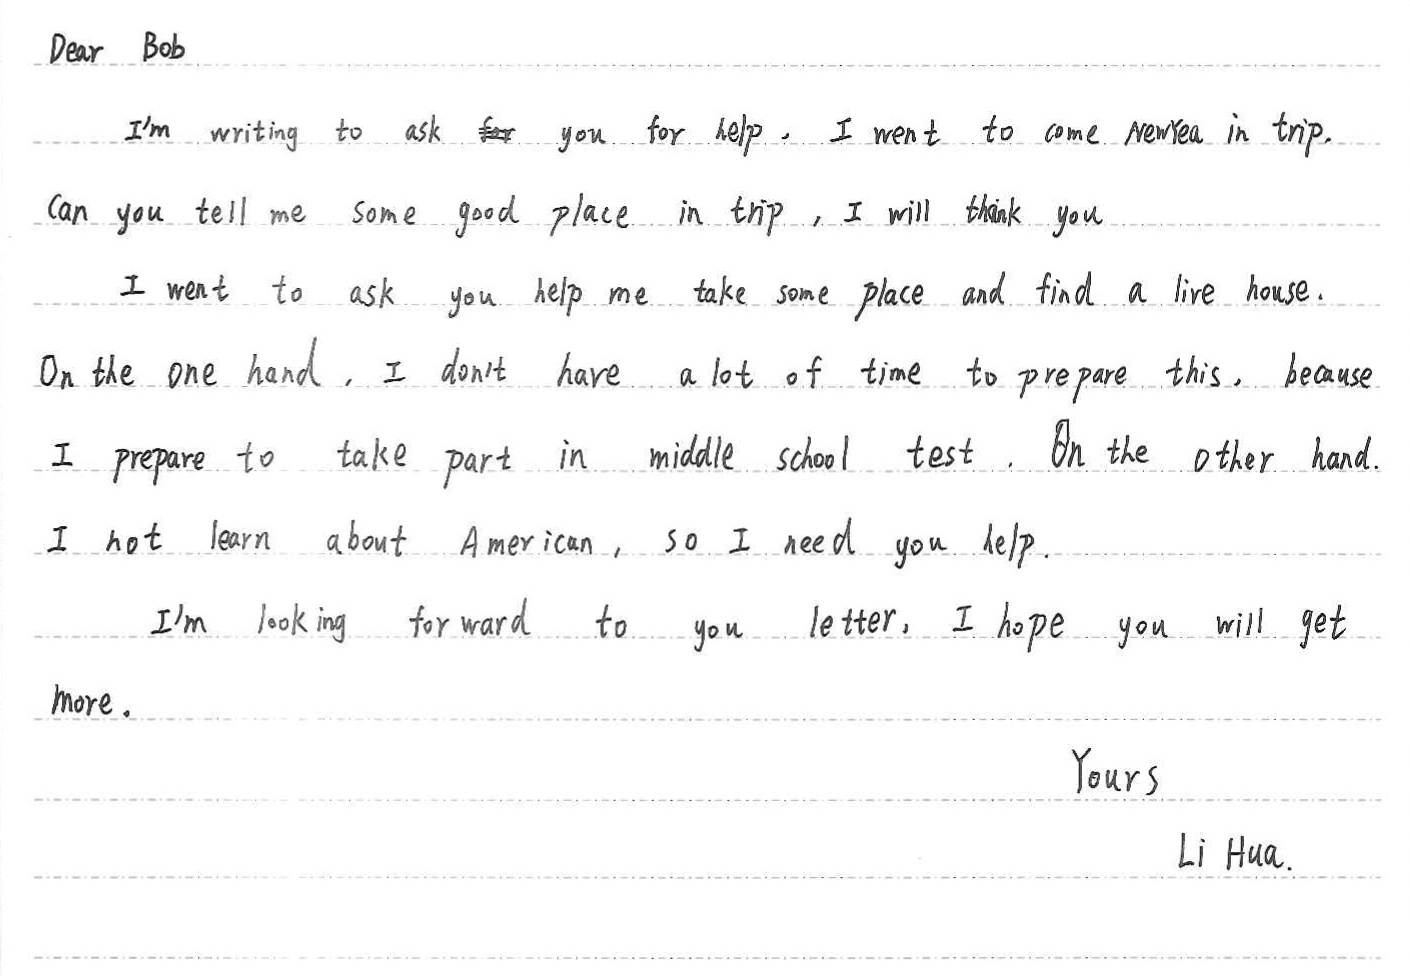 Dear Bob
I'm writing to ask you for help. I went to come NewYea in trip.
Can you tell me some good place in trip, I will thank you
I went to ask you help me take some place and find a live house.
On the one hand, I don't have a lot of time to prepare this, because
I prepare to take part in middle school test. On the other hand.
I not learn about American, so I need you help.
I'm looking forward to you letter, I hope you will get
more.
Yours
Li Hua.